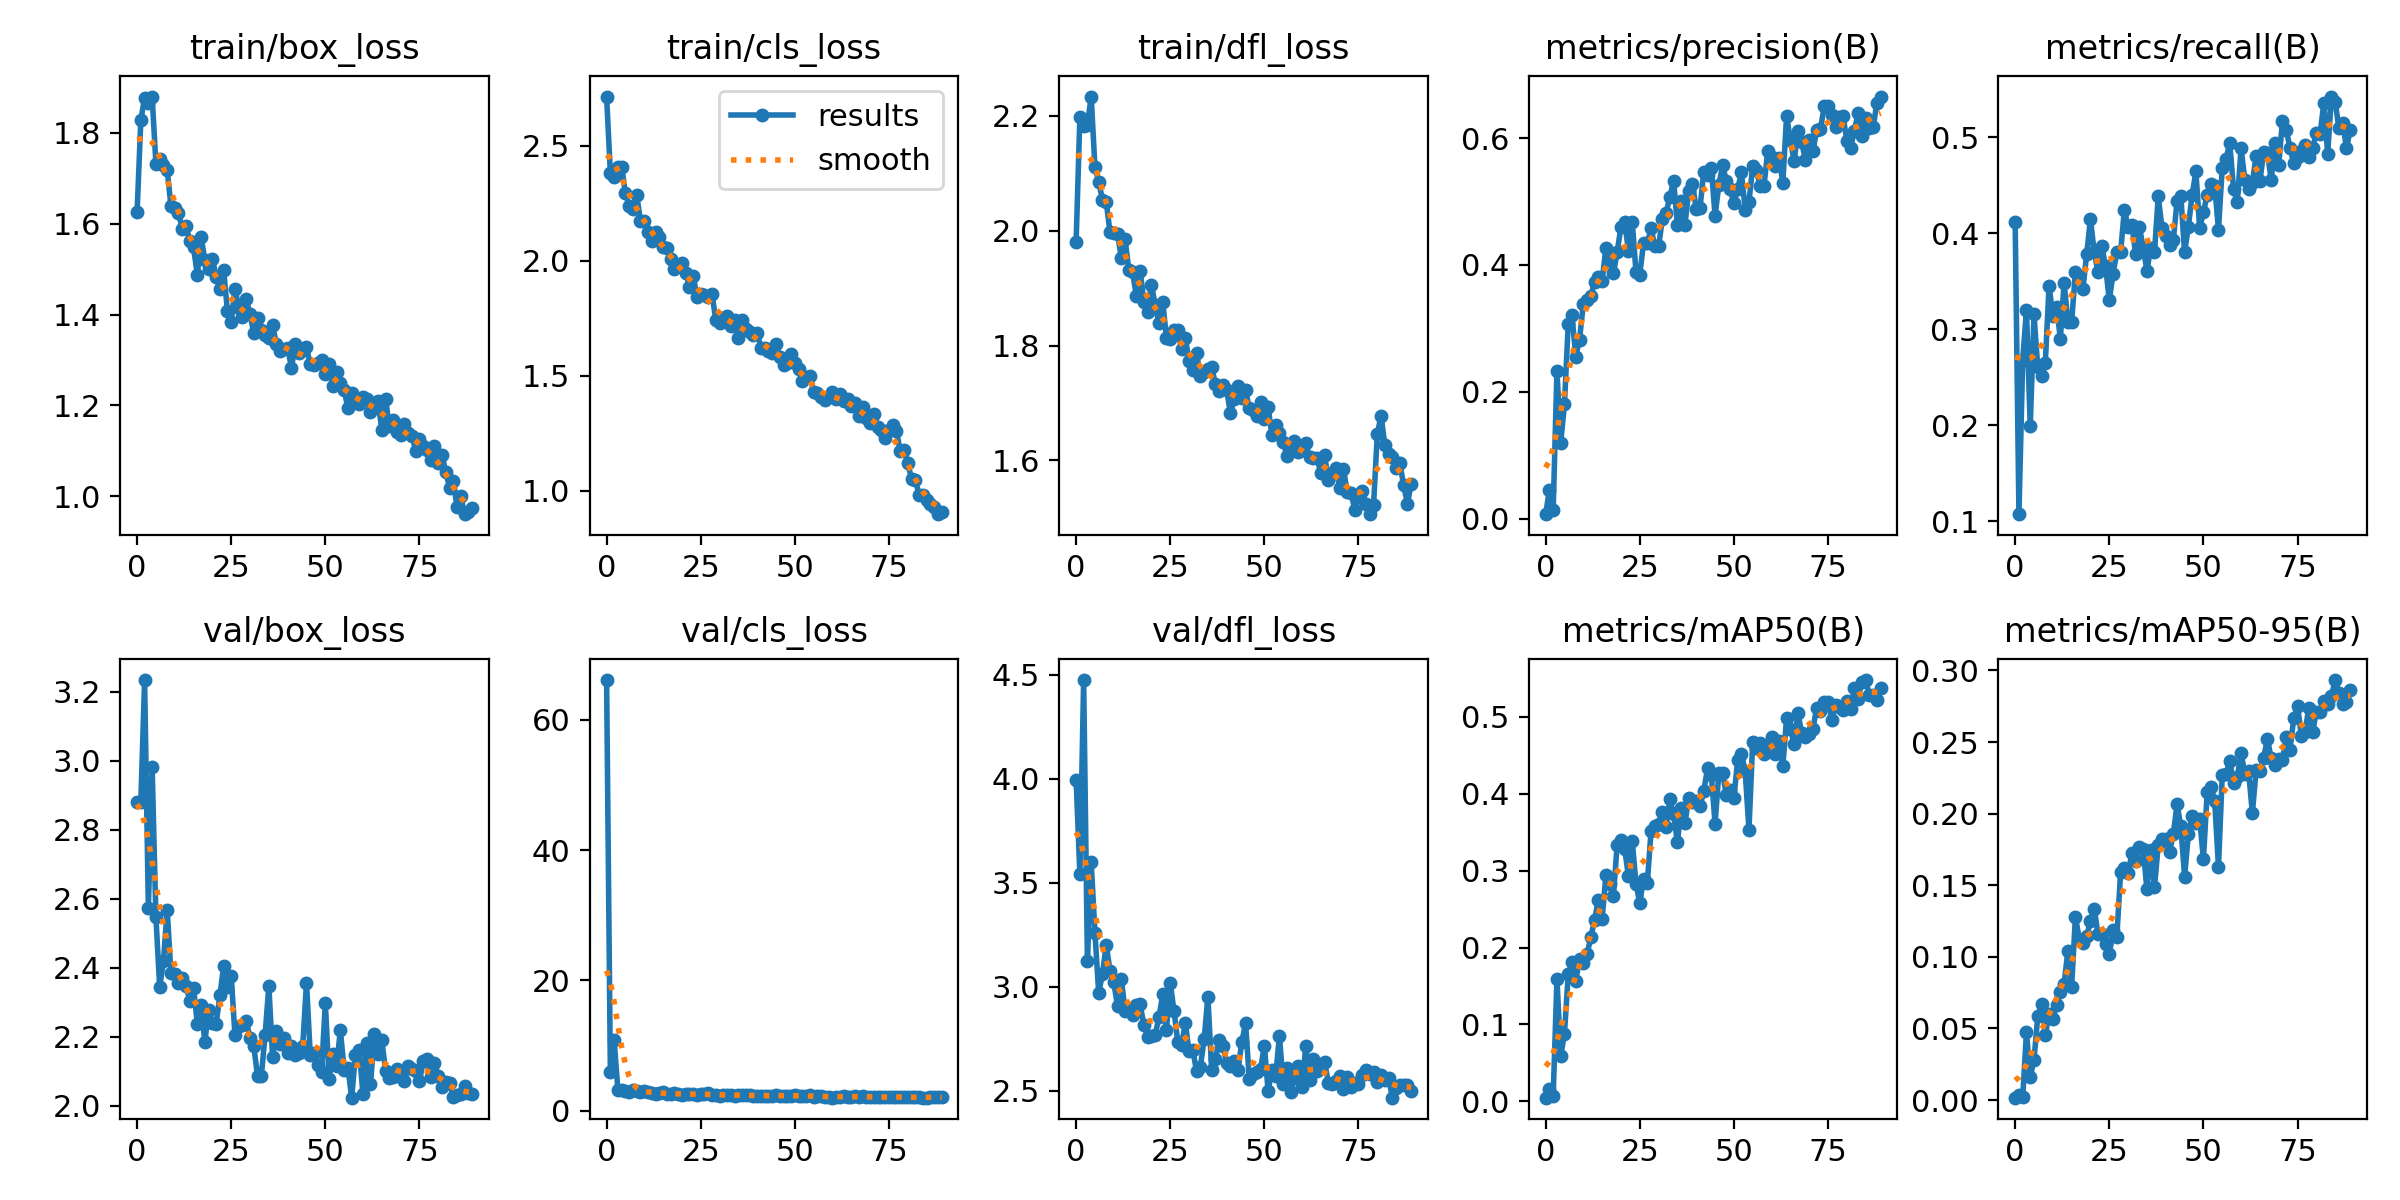 train/box_loss
1.8
1.6
1.4
1.2
1.0
0 25 50 75
train/cls_loss
results
smooth
2.5
2.0
1.5
1.0
0 25 50 75
train/dfl_loss
2.2
2.0
1.8
1.6
0 25 50 75
metrics/precision(B)
0.6
0.4
0.2
0.0
0 25 50 75
metrics/recall(B)
0.5
0.4
0.3
0.2
0.1
0 25 50 75
val/box_loss
3.2
3.0
2.8
2.6
2.4
2.2
2.0
0 25 50 75
val/cls_loss
60
40
20
0
0 25 50 75
val/dfl_loss
4.5
4.0
3.5
3.0
2.5
0 25 50 75
metrics/mAP50(B)
0.5
0.4
0.3
0.2
0.1
0.0
0 25 50 75
metrics/mAP50-95(B)
0.30
0.25
0.20
0.15
0.10
0.05
0.00
0 25 50 75